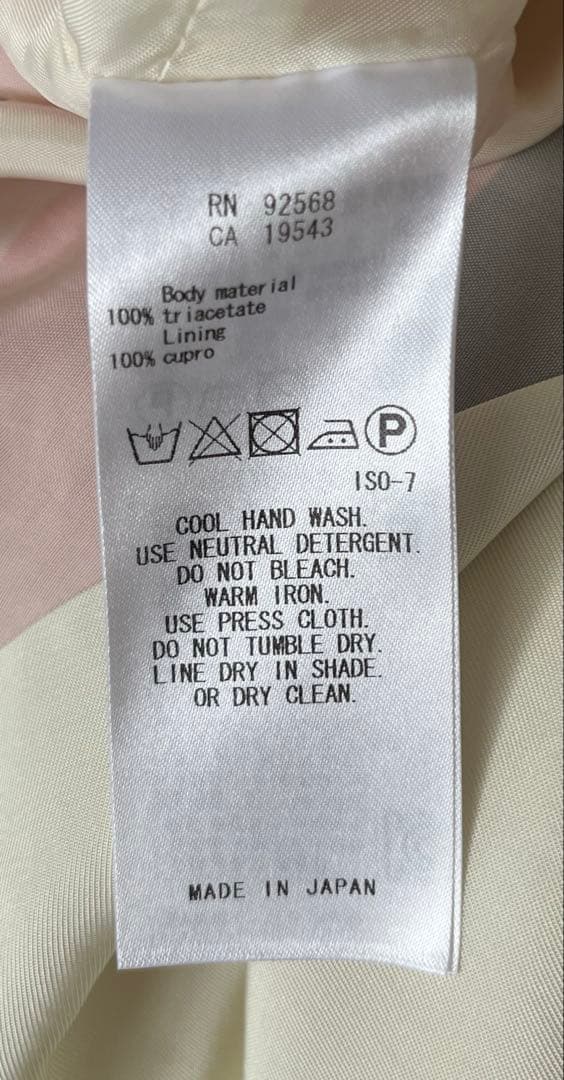 RN 92568
CA 19543
Body material
100% triacetate
Lining
100% cupro
P
ISO-7
COOL HAND WASH.
USE NEUTRAL DETERGENT.
DO NOT BLEACH.
WARM IRON.
USE PRESS CLOTH.
DO NOT TUMBLE DRY.
LINE DRY IN SHADE.
OR DRY CLEAN.
MADE IN JAPAN